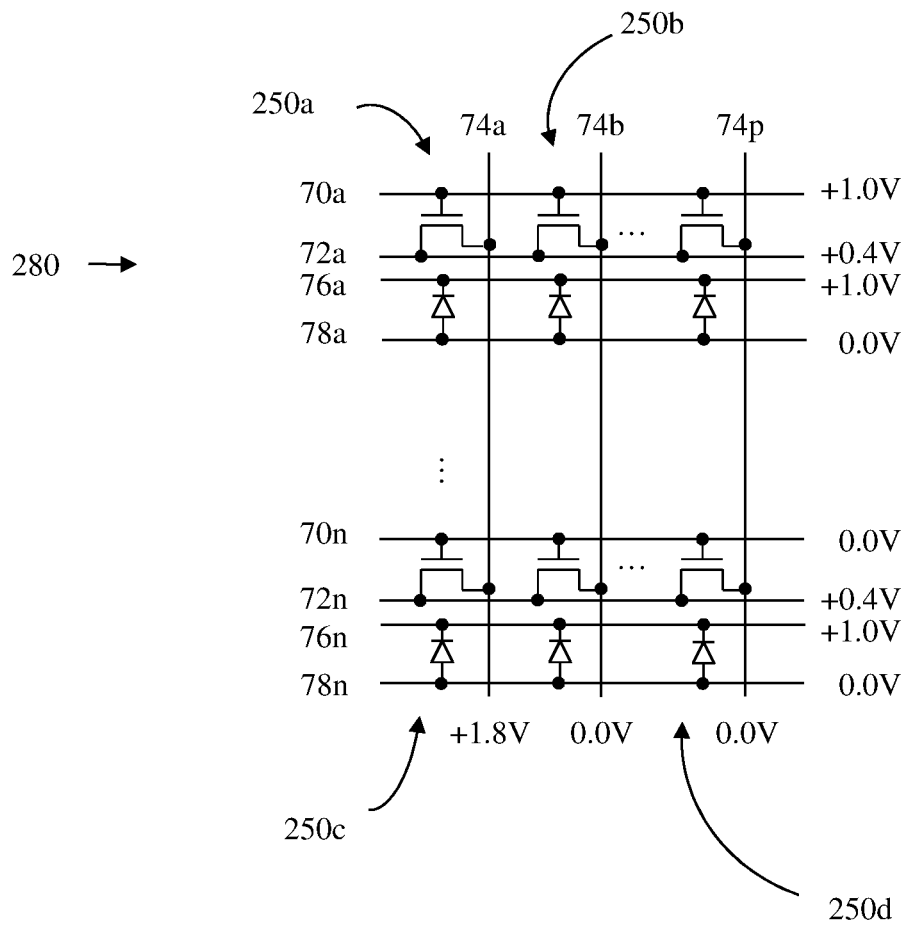 250b
250a
74a 74b 74p
70a +1.0V
...
72a +0.4V
280
76a +1.0V
78a 0.0V
...
70n 0.0V
...
72n +0.4V
76n +1.0V
78n 0.0V
+1.8V 0.0V 0.0V
250c
250d